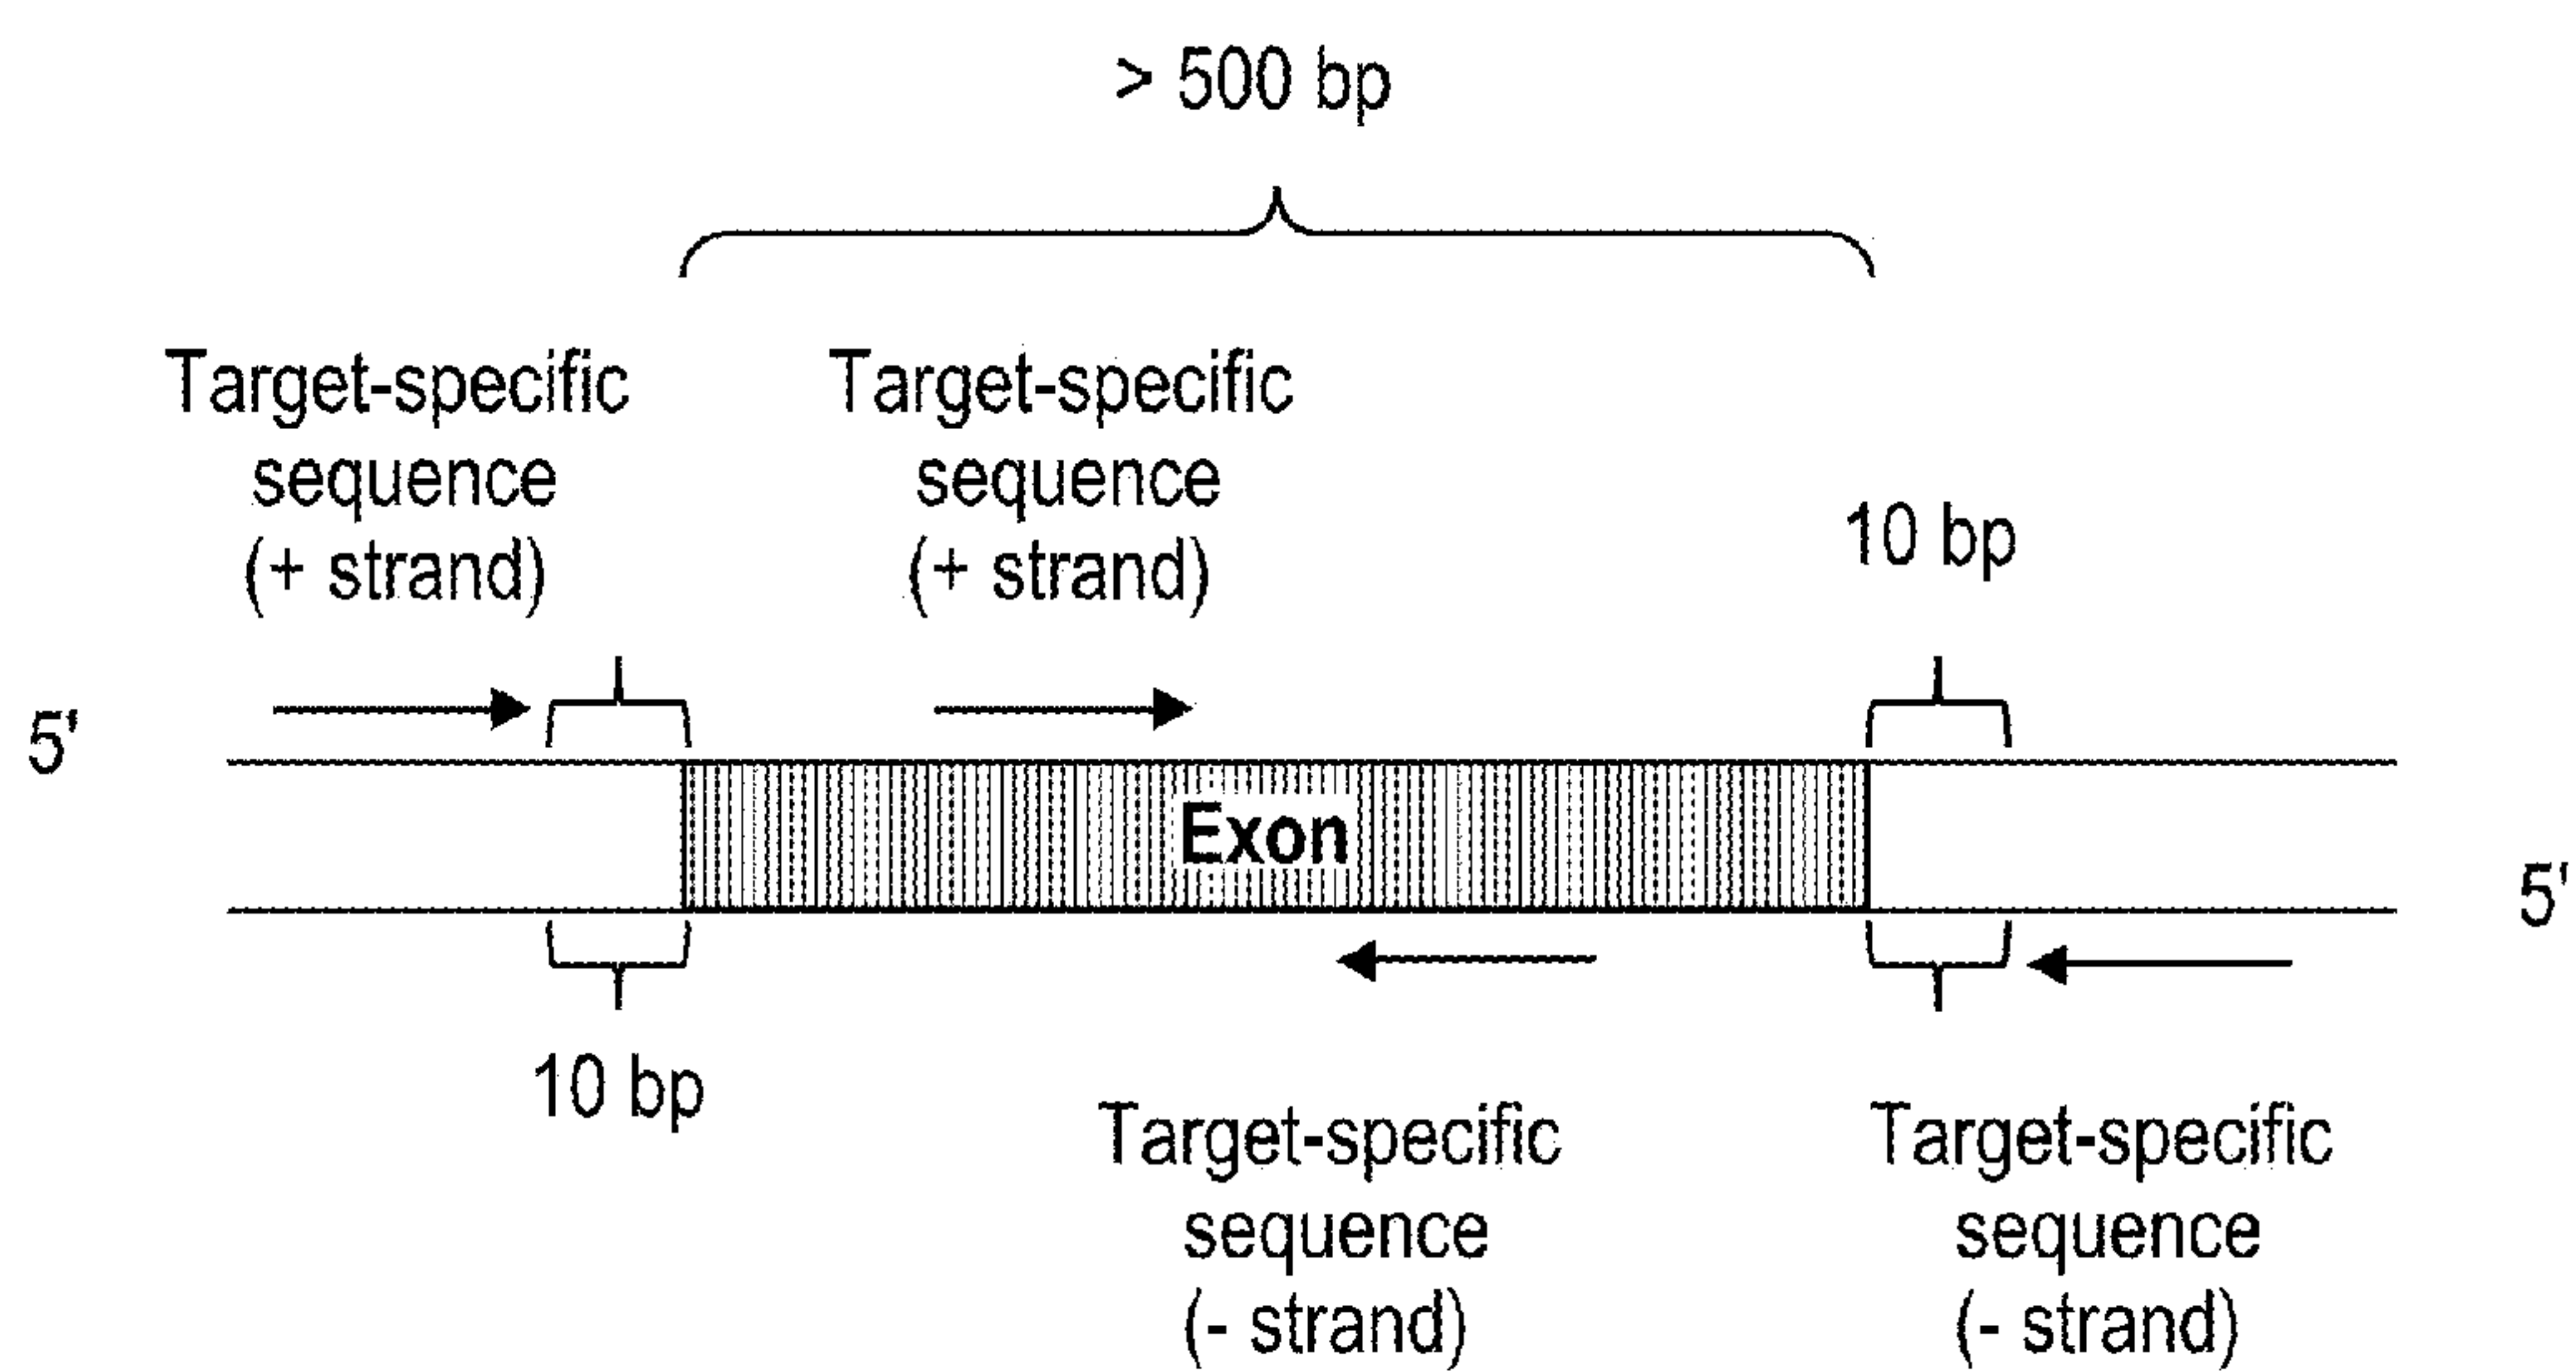 > 500 bp
Target-specific
sequence
(+ strand)
Target-specific
sequence
(+ strand)
10 bp
5'
Exon
5'
10 bp
Target-specific
sequence
(- strand)
Target-specific
sequence
(- strand)